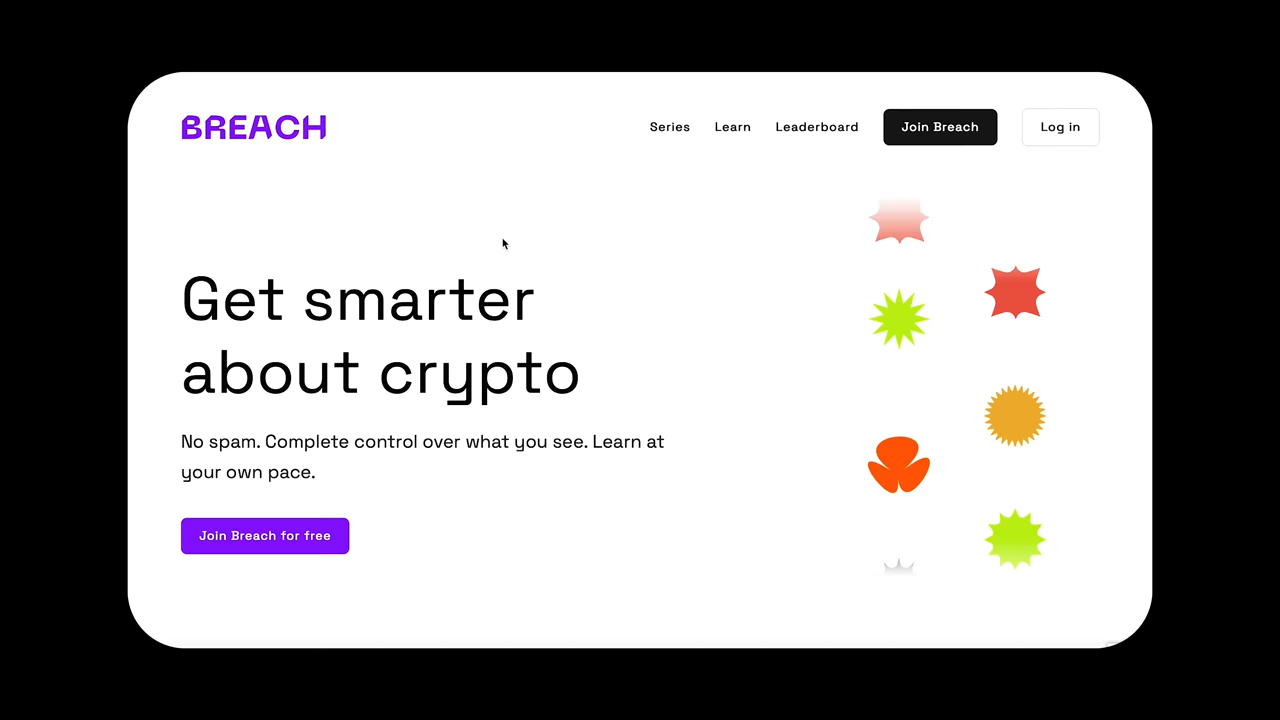 BREACH
Series
Learn
Leaderboard
Join Breach
Log in
Get smarter
about crypto
No spam. Complete control over what you see. Learn at
your own pace.
Join Breach for free